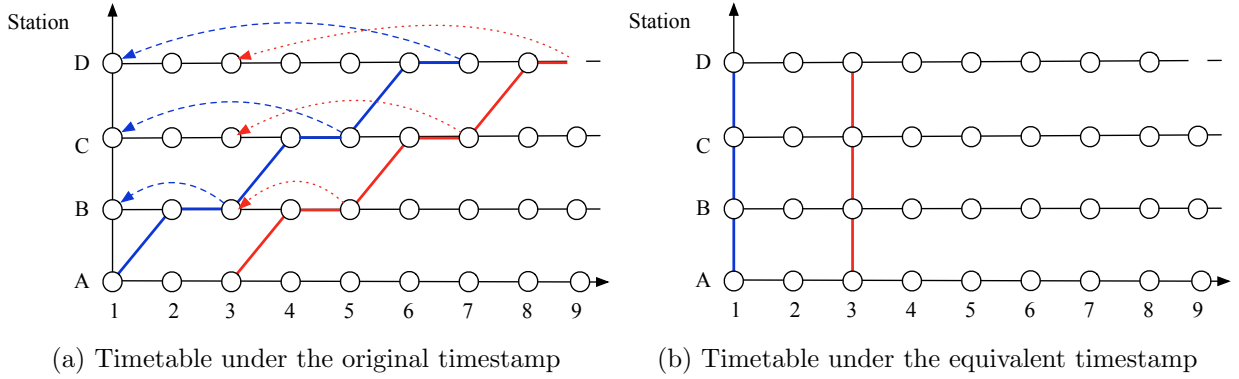 Station
D
C
B
A
1 2 3 4 5 6 7 8 9
(a) Timetable under the original timestamp
Station
D
C
B
A
1 2 3 4 5 6 7 8 9
(b) Timetable under the equivalent timestamp